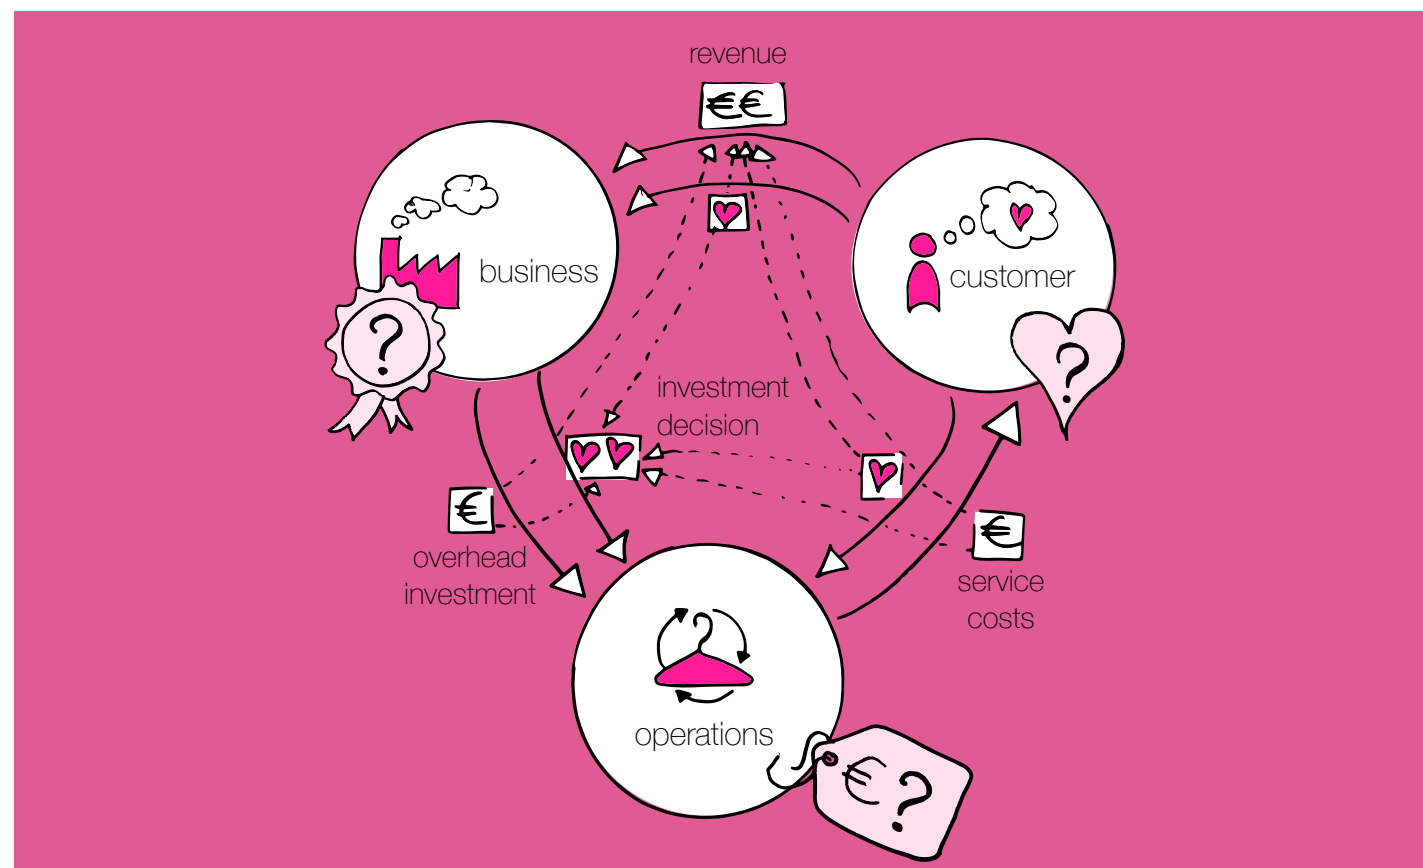 revenue
€€
business
?
customer
?
investment
decision
€
overhead
investment
€
service
costs
operations
€?